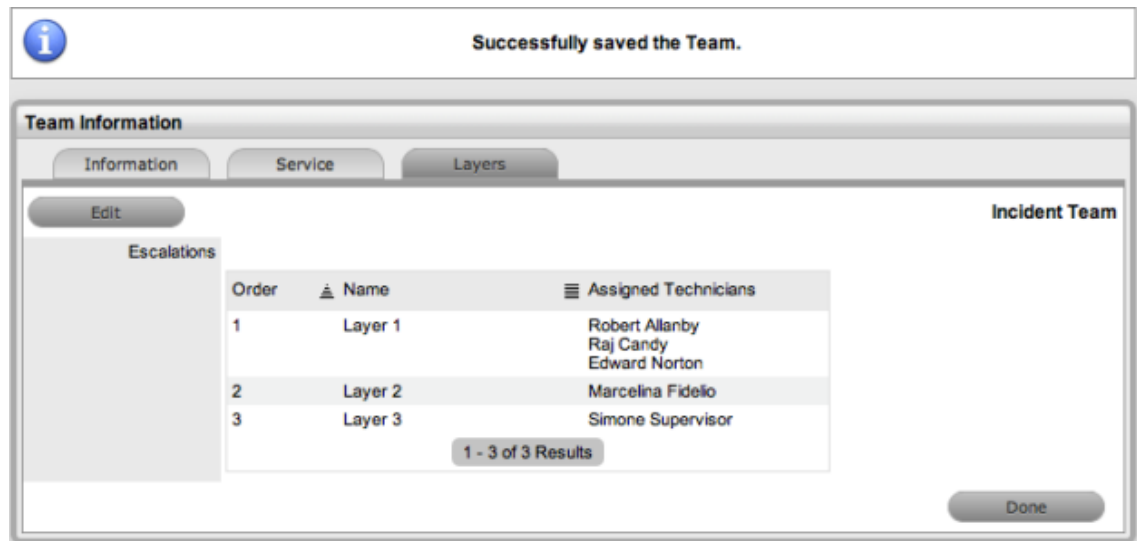 Successfully saved the Team.
Team Information
Information Service Layers
Edit Incident Team
Escalations
Order Name Assigned Technicians
1 Layer 1 Robert Allanby
Raj Candy
Edward Norton
2 Layer 2 Marcelina Fidelio
3 Layer 3 Simone Supervisor
1 - 3 of 3 Results
Done